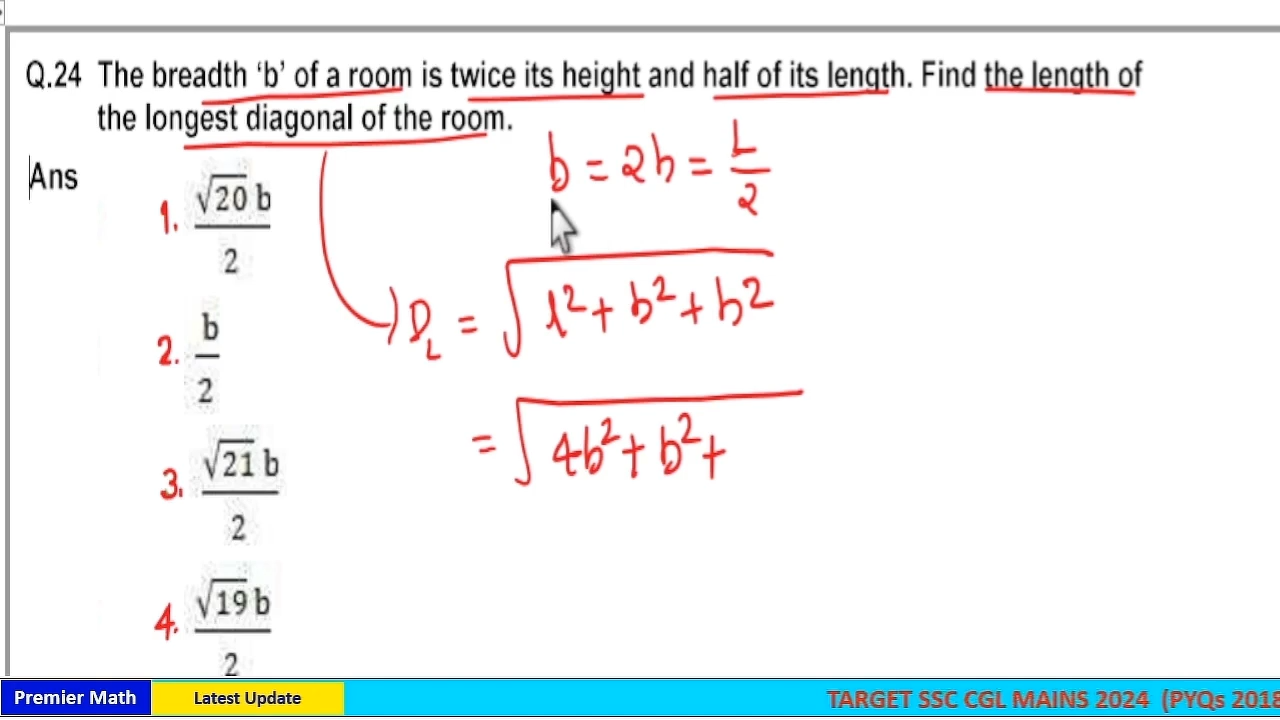 Q.24 The breadth ‘b’ of a room is twice its height and half of its length. Find the length of
the longest diagonal of the room.
Ans
1. √20 b / 2
2. b / 2
3. √21 b / 2
4. √19 b / 2
b = 2h = L/2
D_L = √(l² + b² + h²)
= √(4b² + b² +
Premier Math
Latest Update
TARGET SSC CGL MAINS 2024 (PYQs 2018